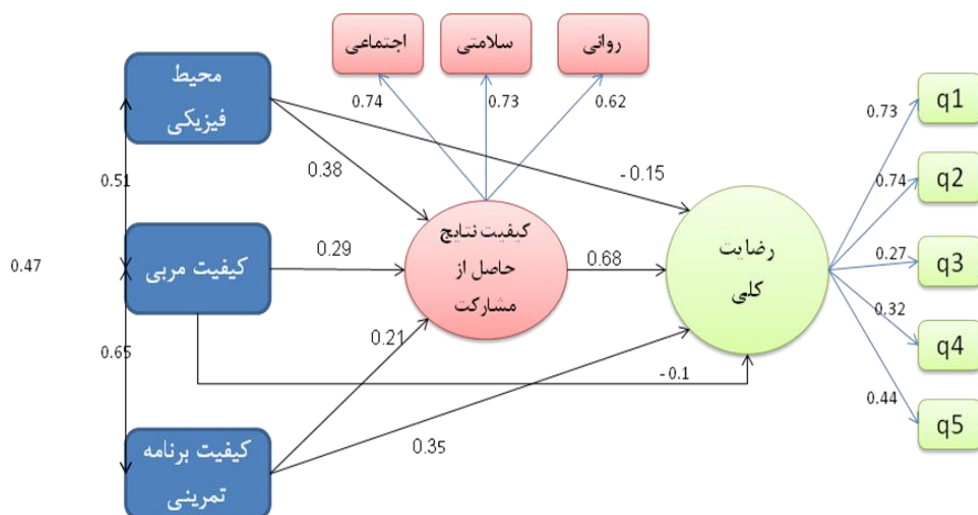 اجتماعی
سلامتی
روانی
محیط
فیزیکی
0.74
0.73
0.62
q1
0.73
0.38
- 0.15
0.51
q2
0.74
کیفیت مربی
0.29
کیفیت نتایج
حاصل از
مشارکت
0.68
رضایت
کلی
0.27
q3
0.47
0.32
q4
0.21
0.65
- 0.1
0.44
q5
0.35
کیفیت برنامه
تمرینی